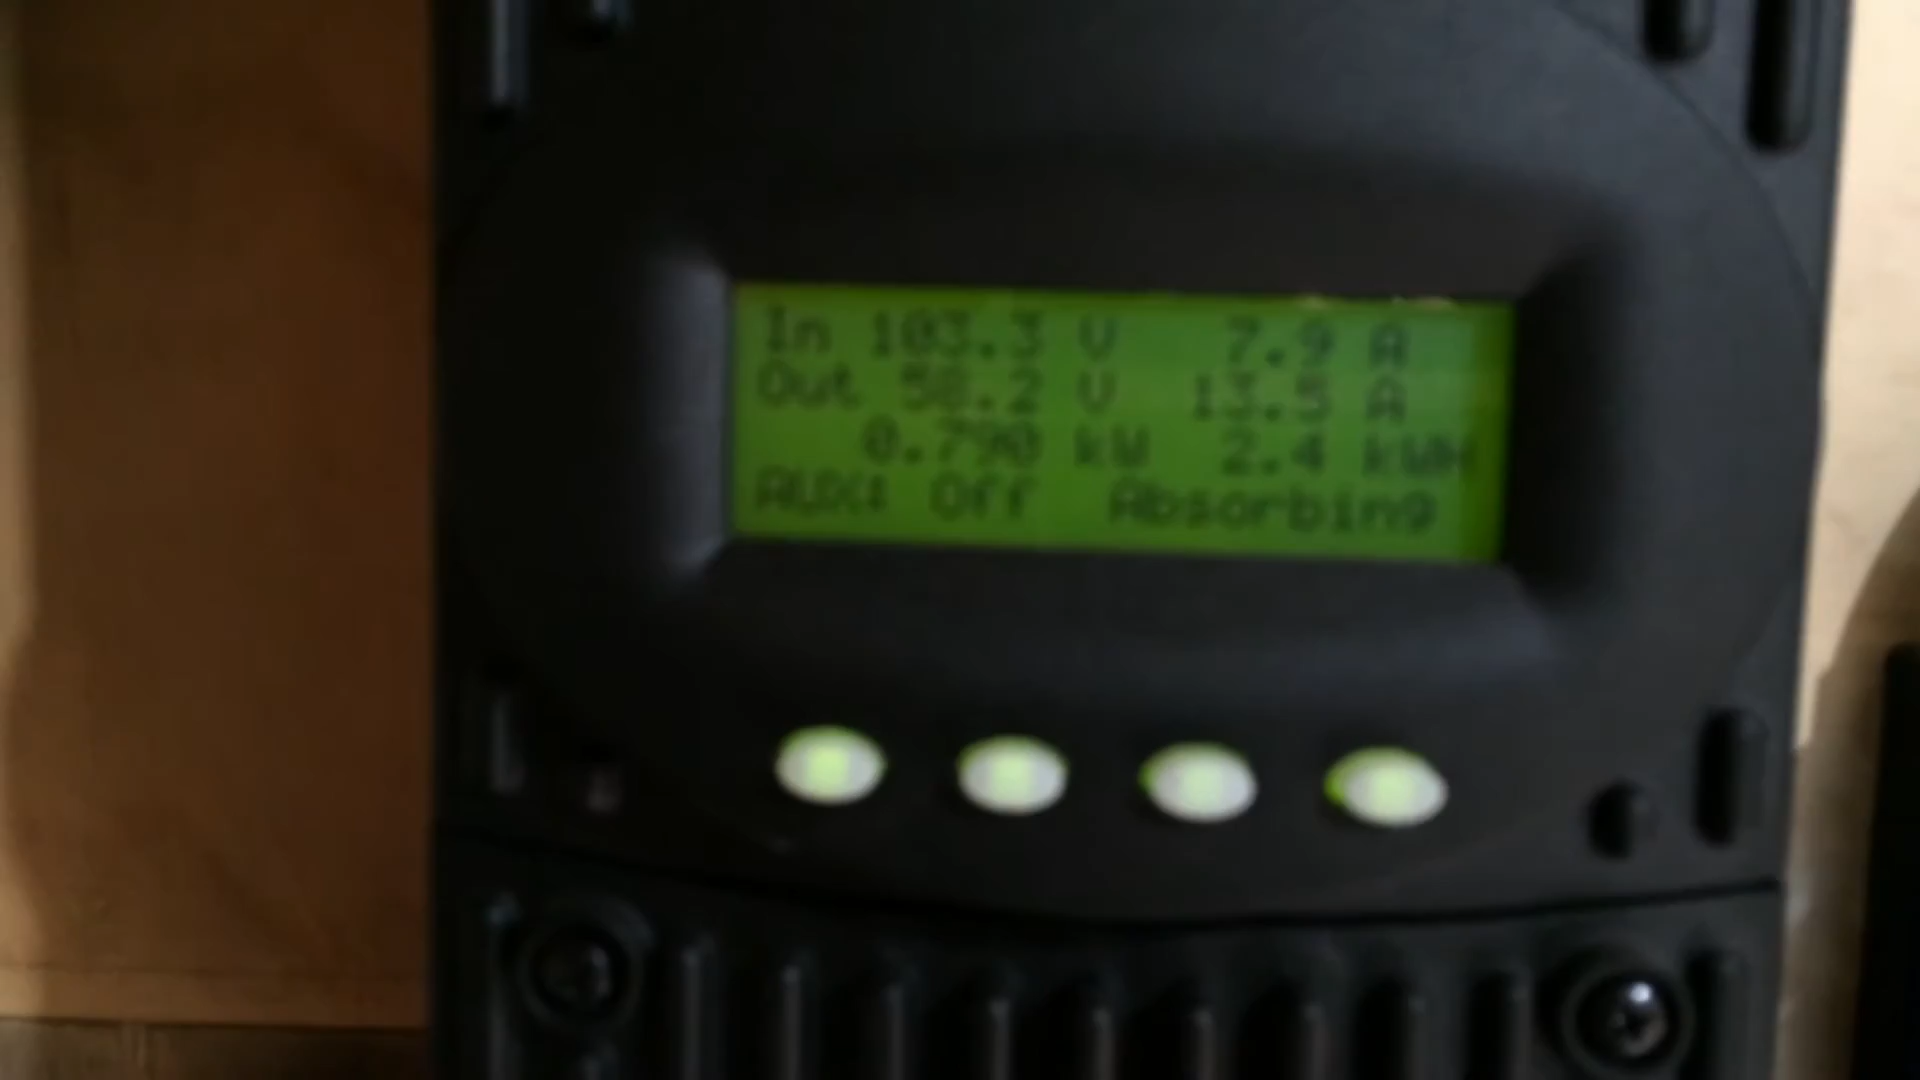 In 103.3 V 7.9 A
Out 58.2 V 13.5 A
0.790 kW 2.4 kWH
AUX: Off Absorbing